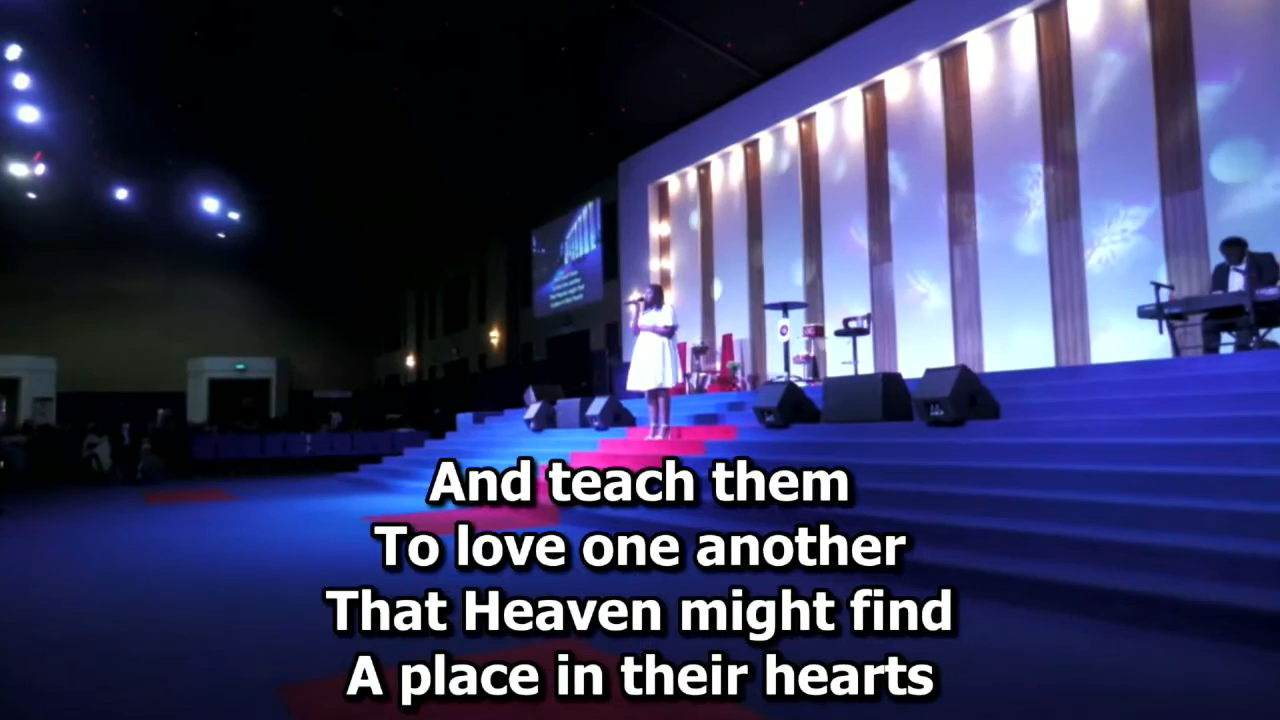 And teach them
To love one another
That Heaven might find
A place in their hearts